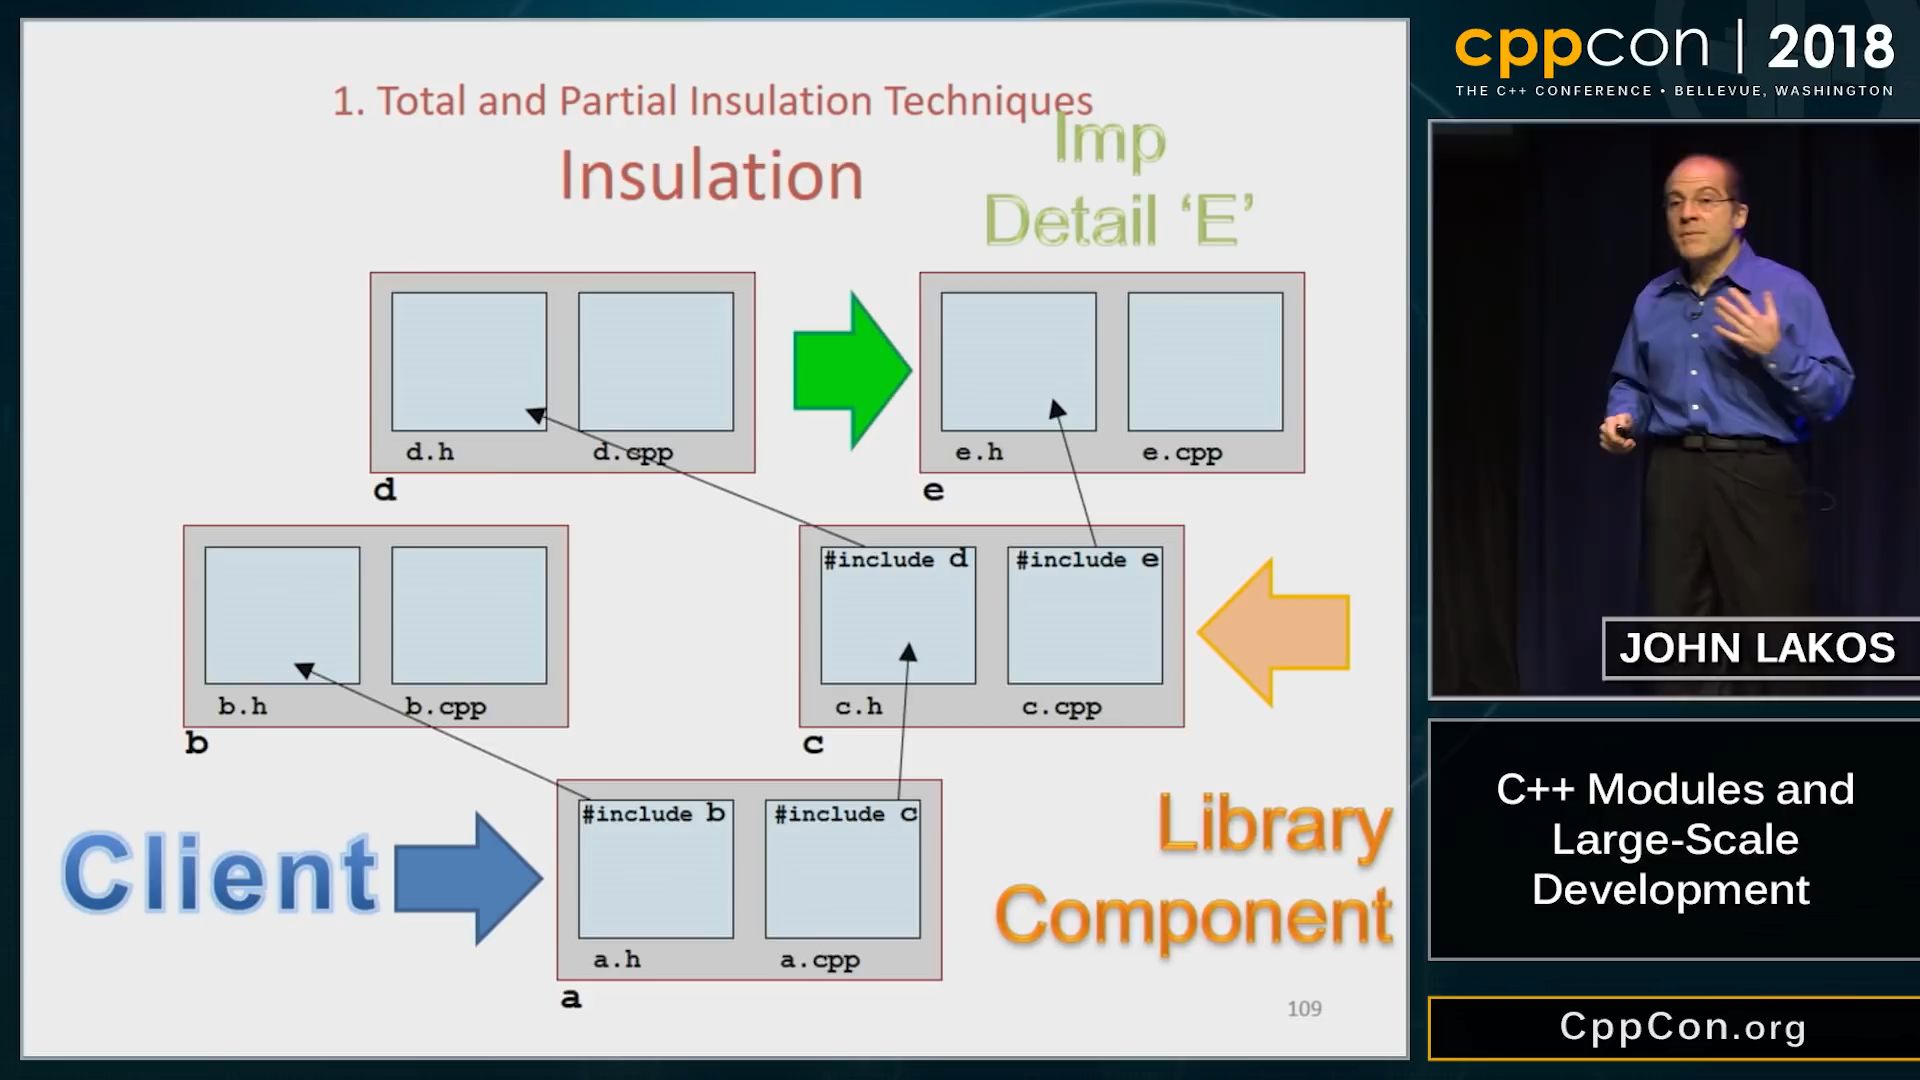 1. Total and Partial Insulation Techniques
Insulation
Imp
Detail ‘E’
d.h
d.cpp
d
e.h
e.cpp
e
b.h
b.cpp
b
#include d
#include e
c.h
c.cpp
c
Client
#include b
#include c
a.h
a.cpp
a
Library
Component
109
cppcon | 2018
THE C++ CONFERENCE • BELLEVUE, WASHINGTON
JOHN LAKOS
C++ Modules and
Large-Scale
Development
CppCon.org